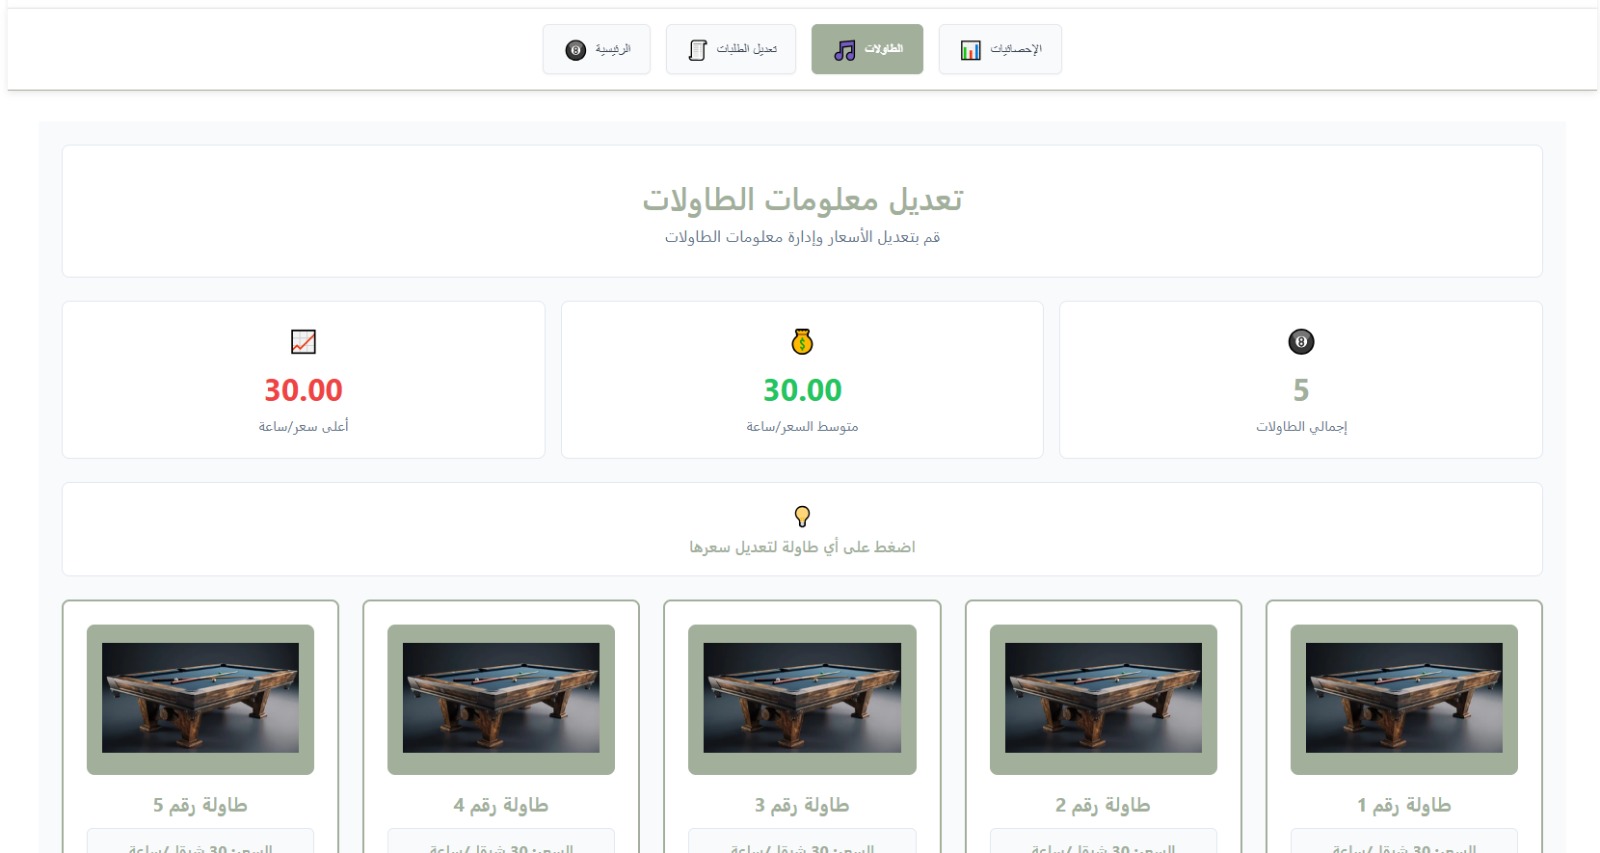 الرئيسية
تعديل الطلبات
الطاولات
الإحصائيات
تعديل معلومات الطاولات
قم بتعديل الأسعار وإدارة معلومات الطاولات
5
إجمالي الطاولات
30.00
متوسط السعر/ساعة
30.00
أعلى سعر/ساعة
اضغط على أي طاولة لتعديل سعرها
طاولة رقم 1
السعر: 30 شيقل/ساعة
طاولة رقم 2
السعر: 30 شيقل/ساعة
طاولة رقم 3
السعر: 30 شيقل/ساعة
طاولة رقم 4
السعر: 30 شيقل/ساعة
طاولة رقم 5
السعر: 30 شيقل/ساعة